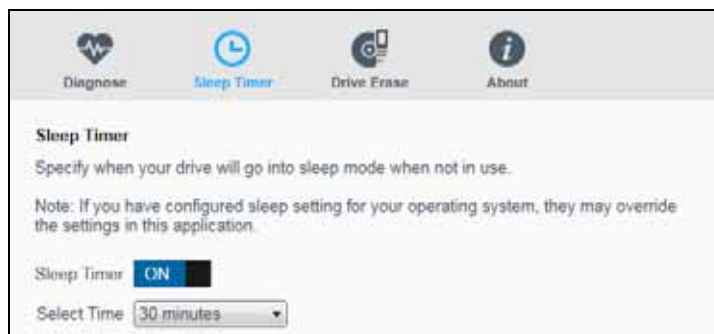 Diagnose Sleep Timer Drive Erase About
Sleep Timer
Specify when your drive will go into sleep mode when not in use.
Note: If you have configured sleep setting for your operating system, they may override
the settings in this application.
Sleep Timer ON
Select Time 30 minutes